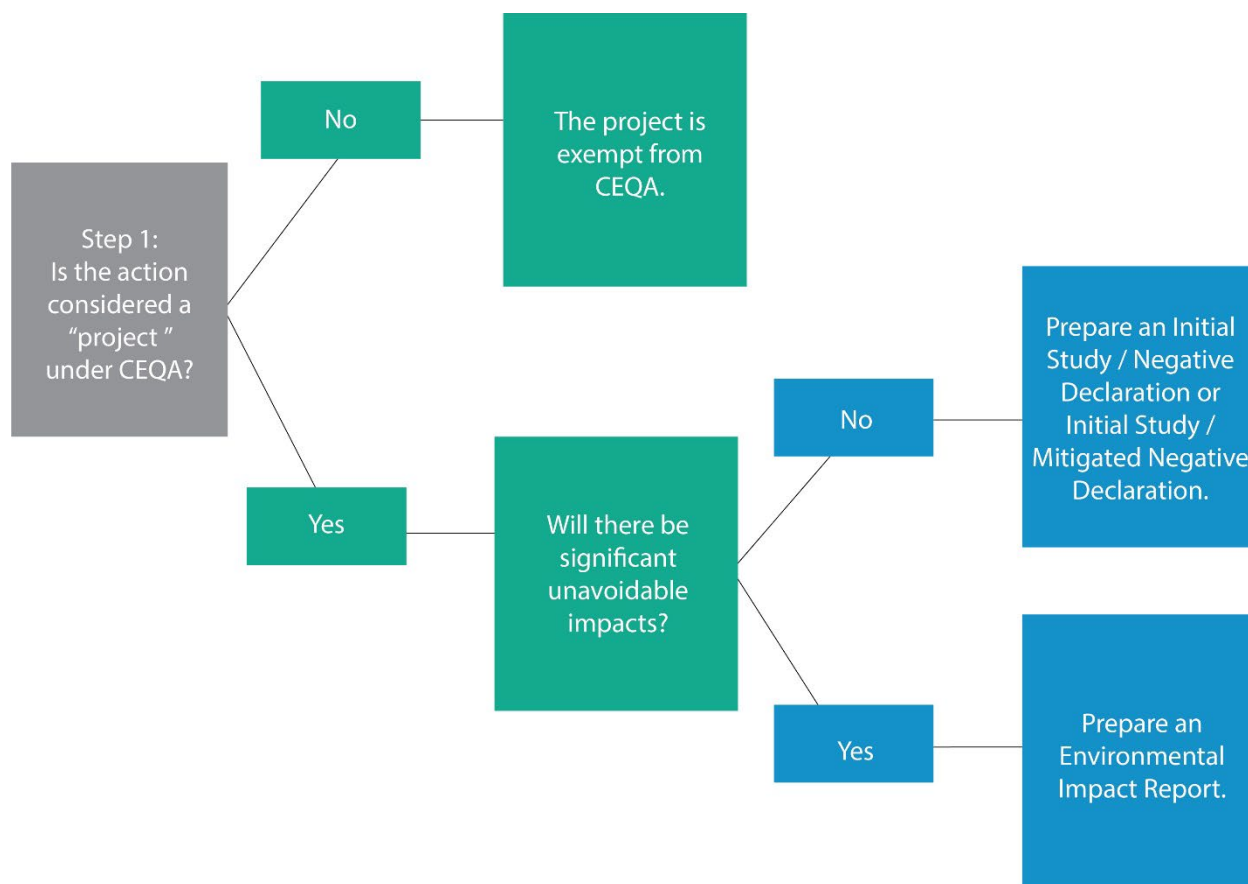 Step 1:
Is the action
considered a
“project ”
under CEQA?
No
The project is
exempt from
CEQA.
Yes
Will there be
significant
unavoidable
impacts?
No
Prepare an Initial
Study / Negative
Declaration or
Initial Study /
Mitigated Negative
Declaration.
Yes
Prepare an
Environmental
Impact Report.